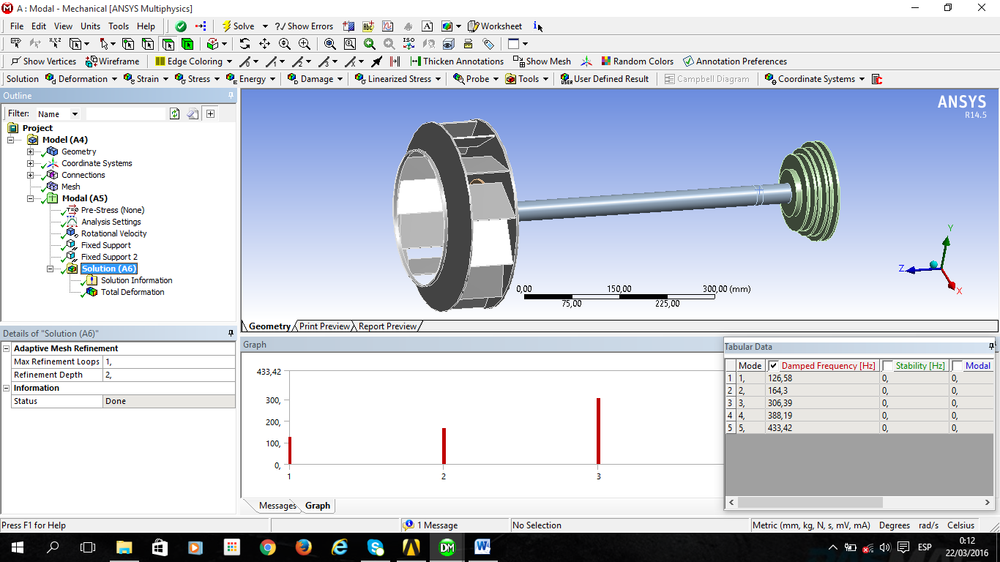 A : Modal - Mechanical [ANSYS Multiphysics]
File Edit View Units Tools Help Solve ?/ Show Errors ABC A Worksheet i
X,Y,Z ISO
Show Vertices Wireframe Edge Coloring Thicken Annotations Show Mesh Random Colors Annotation Preferences
Solution Deformation Strain Stress Energy Damage Linearized Stress Probe Tools User Defined Result Campbell Diagram Coordinate Systems
Outline
Filter: Name
Project
Model (A4)
Geometry
Coordinate Systems
Connections
Mesh
Modal (A5)
Pre-Stress (None)
Analysis Settings
Rotational Velocity
Fixed Support
Fixed Support 2
Solution (A6)
Solution Information
Total Deformation
ANSYS
R14.5
Y
Z
X
0,00 150,00 300,00 (mm)
75,00 225,00
Geometry Print Preview Report Preview
Details of "Solution (A6)"
Adaptive Mesh Refinement
Max Refinement Loops 1,
Refinement Depth 2,
Information
Status Done
Graph
433,42
300,
200,
100,
0,
1 2 3
Messages Graph
Tabular Data
Mode Damped Frequency [Hz] Stability [Hz] Modal
1 1, 126,58 0, 0,
2 2, 164,3 0, 0,
3 3, 306,39 0, 0,
4 4, 388,19 0, 0,
5 5, 433,42 0, 0,
Press F1 for Help 1 Message No Selection Metric (mm, kg, N, s, mV, mA) Degrees rad/s Celsius
DM ESP 0:12
22/03/2016